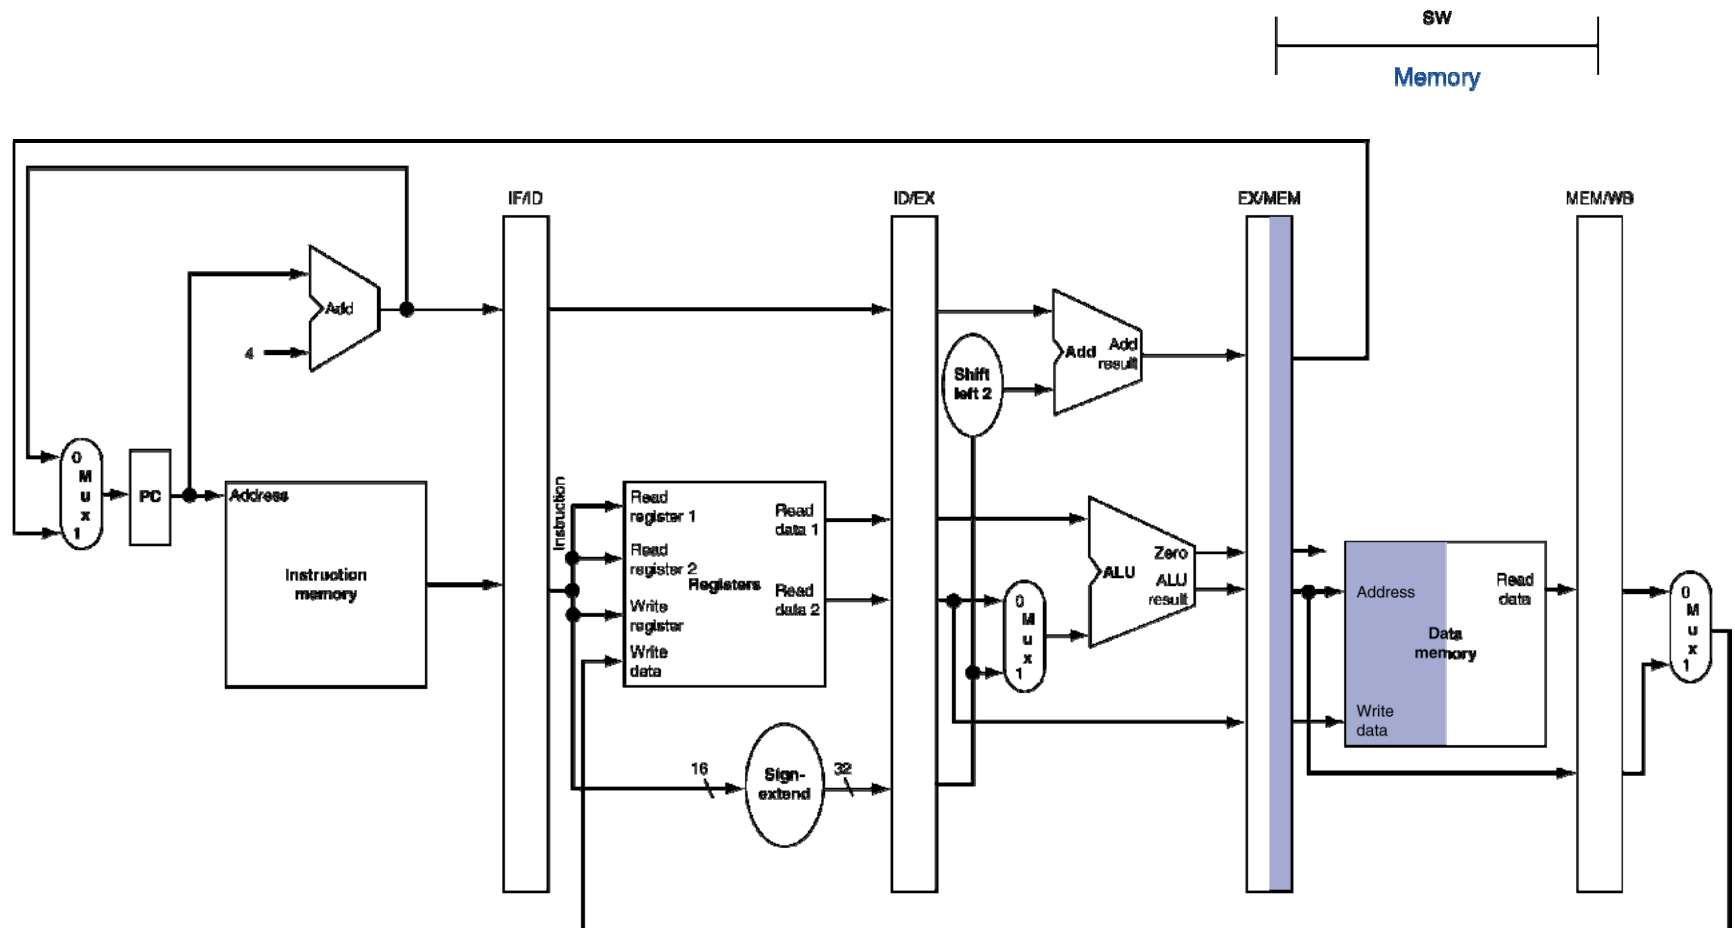 SW
Memory
IF/ID
ID/EX
EX/MEM
MEM/WB
Add
4
Add
Add
result
Shift
left 2
0
M
u
x
1
PC
Address
Instruction
memory
Instruction
Read
register 1
Read
register 2
Write
register
Write
data
Registers
Read
data 1
Read
data 2
0
M
u
x
1
Zero
ALU
ALU
result
Address
Read
data
Data
memory
Write
data
0
M
u
x
1
16
Sign-
extend
32